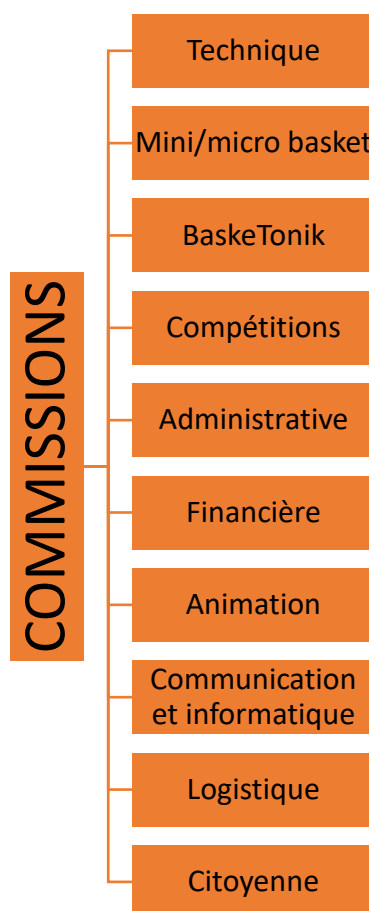 COMMISSIONS
Technique
Mini/micro basket
BaskeTonik
Compétitions
Administrative
Financière
Animation
Communication
et informatique
Logistique
Citoyenne